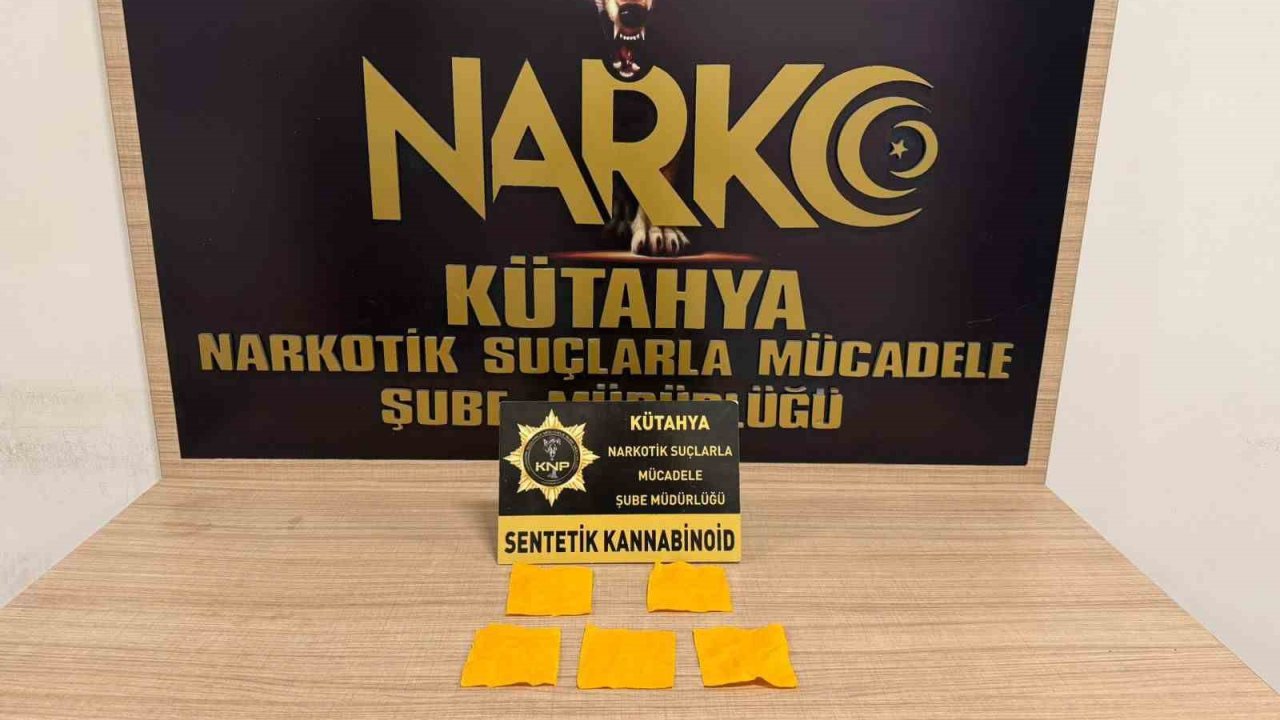 NARKO
KÜTAHYA
NARKOTİK SUÇLARLA MÜCADELE
ŞUBE MÜDÜRLÜĞÜ
KÜTAHYA
NARKOTİK SUÇLARLA
MÜCADELE
ŞUBE MÜDÜRLÜĞÜ
KNP
SENTETİK KANNABİNOİD